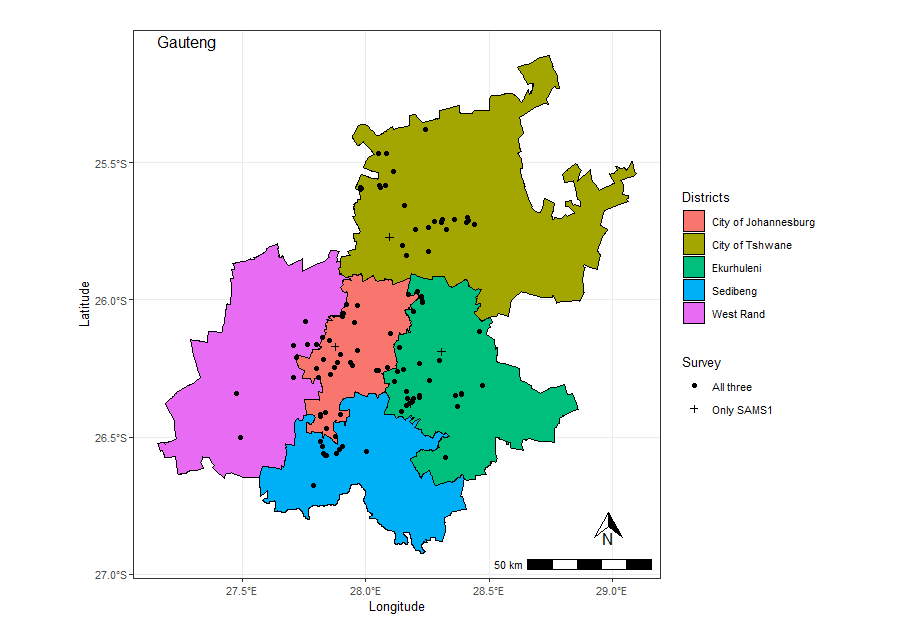 Gauteng
25.5°S
26.0°S
26.5°S
27.0°S
Latitude
27.5°E
28.0°E
28.5°E
29.0°E
Longitude
N
50 km
Districts
City of Johannesburg
City of Tshwane
Ekurhuleni
Sedibeng
West Rand
Survey
All three
Only SAMS1